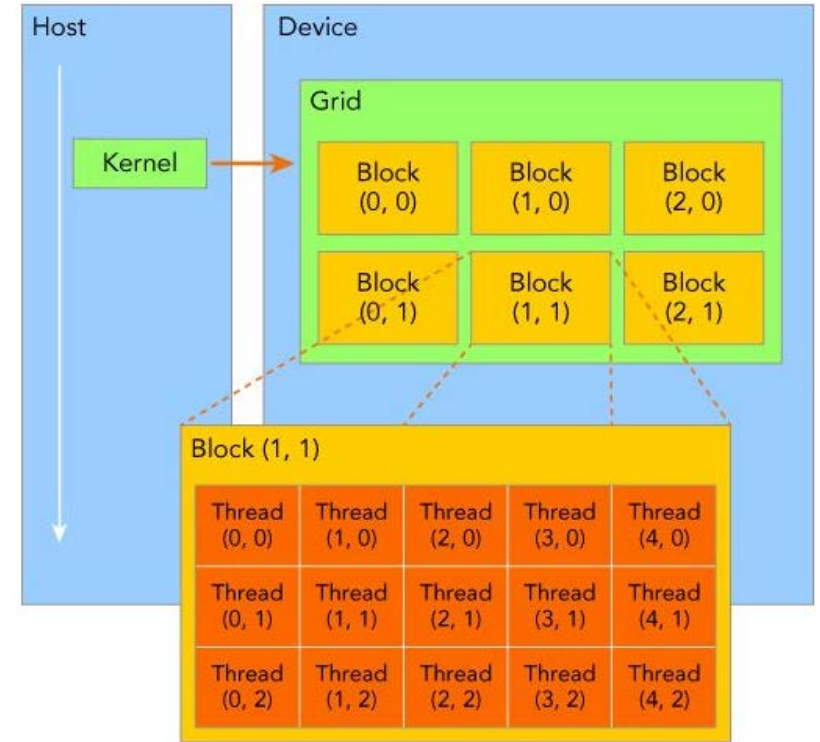 Host
Device
Grid
Kernel
Block
(0, 0)
Block
(1, 0)
Block
(2, 0)
Block
(0, 1)
Block
(1, 1)
Block
(2, 1)
Block (1, 1)
Thread
(0, 0)
Thread
(1, 0)
Thread
(2, 0)
Thread
(3, 0)
Thread
(4, 0)
Thread
(0, 1)
Thread
(1, 1)
Thread
(2, 1)
Thread
(3, 1)
Thread
(4, 1)
Thread
(0, 2)
Thread
(1, 2)
Thread
(2, 2)
Thread
(3, 2)
Thread
(4, 2)